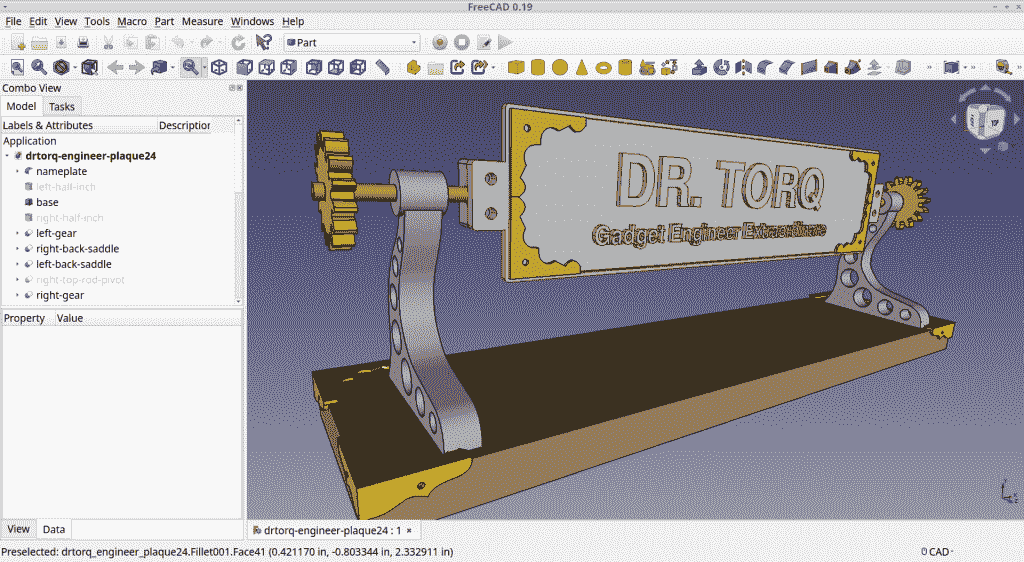 FreeCAD 0.19
File Edit View Tools Macro Part Measure Windows Help
Part
Combo View
Model Tasks
Labels & Attributes Description
Application
drtorq-engineer-plaque24
nameplate
left-half-inch
base
right-half-inch
left-gear
right-back-saddle
left-back-saddle
right-top-rod-pivot
right-gear
Property Value
View Data
DR. TORQ
Gadget Engineer Extraordinaire
drtorq-engineer-plaque24 : 1
Preselected: drtorq_engineer_plaque24.Fillet001.Face41 (0.421170 in, -0.803344 in, 2.332911 in)
CAD